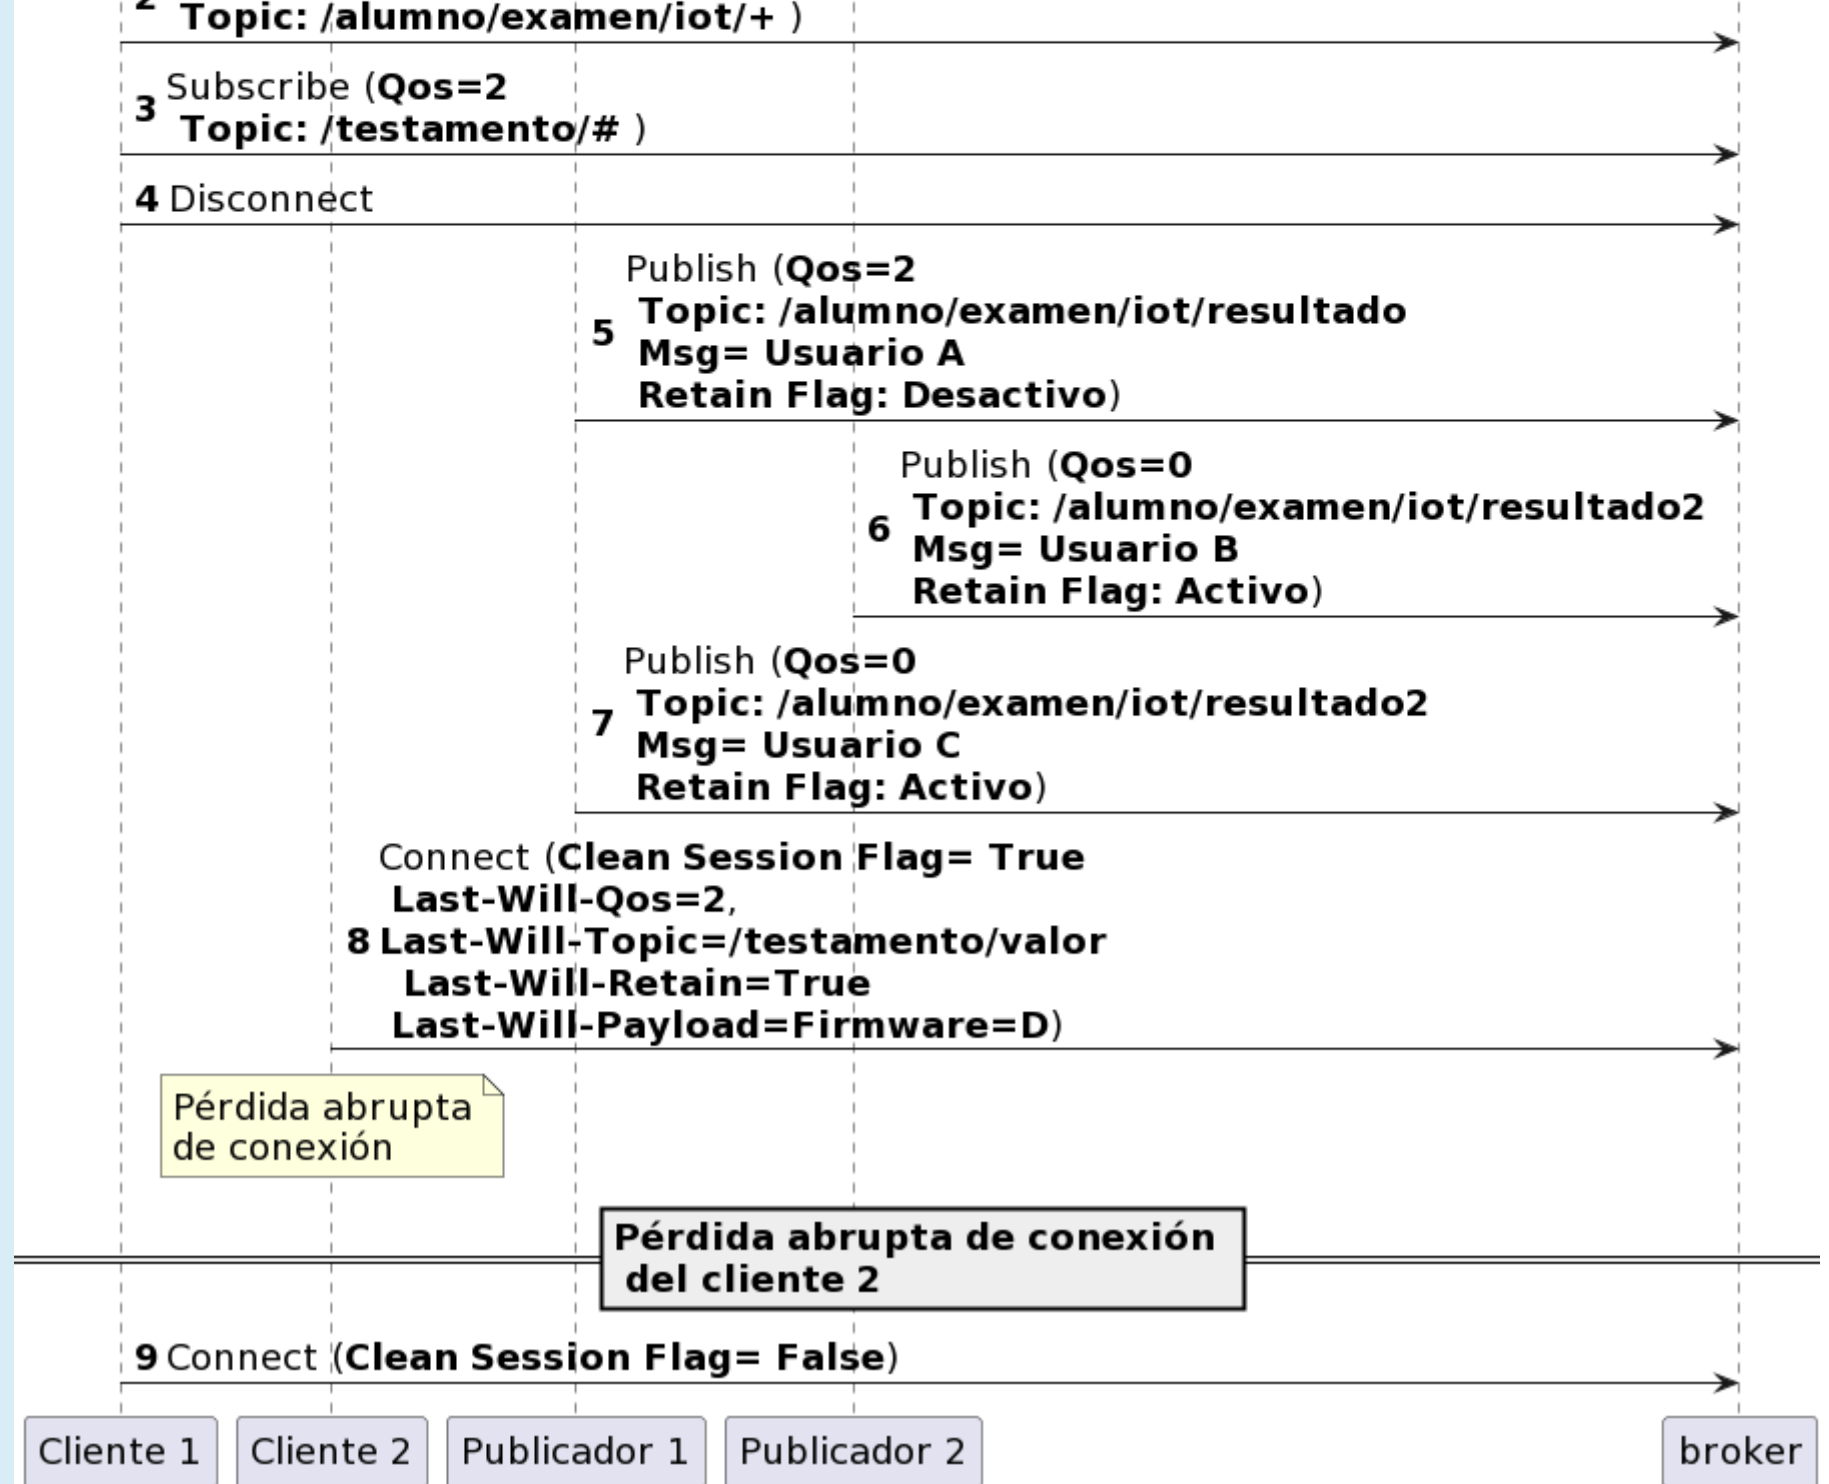 2
Topic: /alumno/examen/iot/+ )
3 Subscribe (Qos=2
Topic: /testamento/# )
4 Disconnect
Publish (Qos=2
Topic: /alumno/examen/iot/resultado
5
Msg= Usuario A
Retain Flag: Desactivo)
Publish (Qos=0
Topic: /alumno/examen/iot/resultado2
6
Msg= Usuario B
Retain Flag: Activo)
Publish (Qos=0
Topic: /alumno/examen/iot/resultado2
7
Msg= Usuario C
Retain Flag: Activo)
Connect (Clean Session Flag= True
Last-Will-Qos=2,
8 Last-Will-Topic=/testamento/valor
Last-Will-Retain=True
Last-Will-Payload=Firmware=D)
Pérdida abrupta
de conexión
Pérdida abrupta de conexión
del cliente 2
9 Connect (Clean Session Flag= False)
Cliente 1
Cliente 2
Publicador 1
Publicador 2
broker